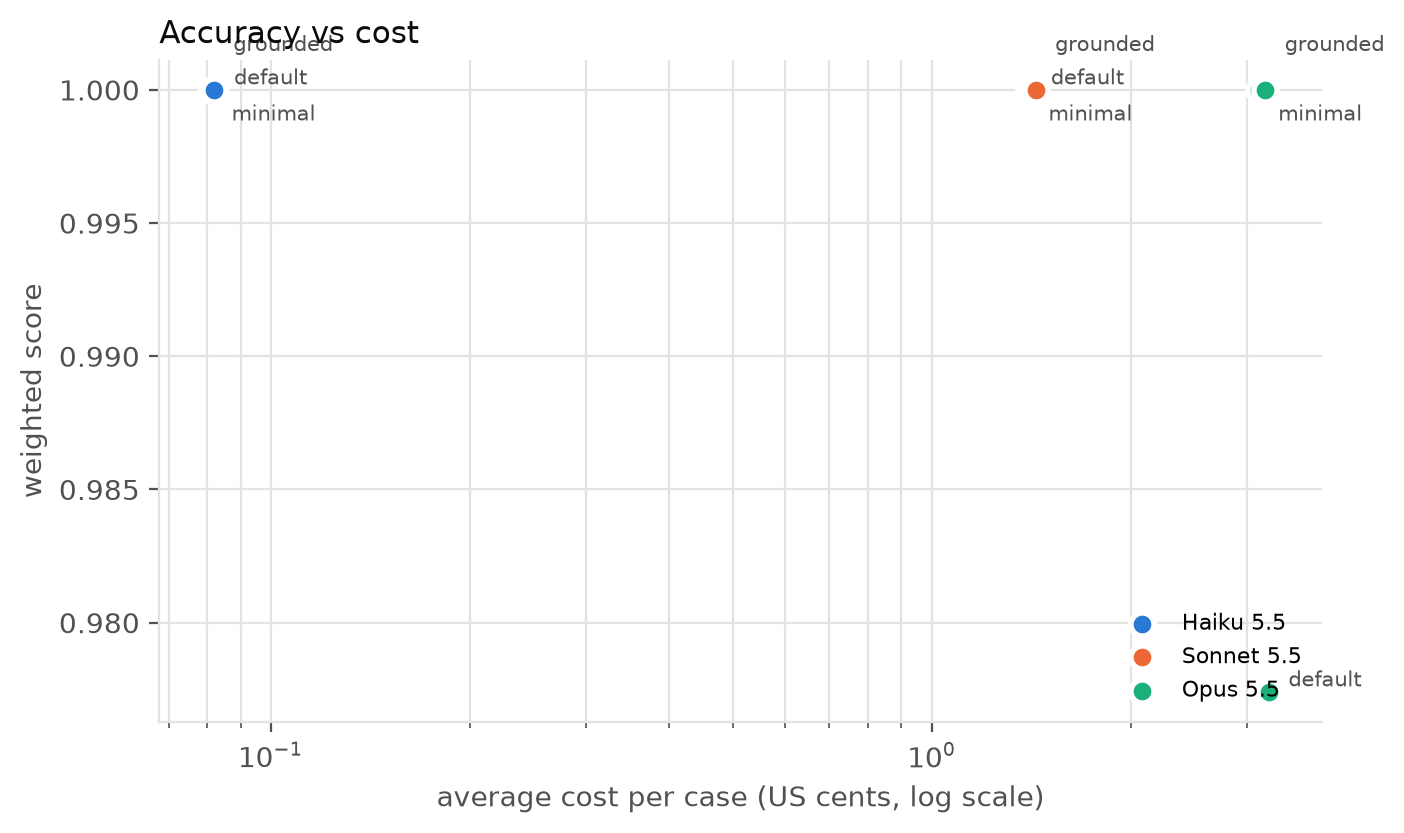 Accuracy vs cost
grounded
grounded
grounded
default
default
minimal
minimal
minimal
1.000
0.995
0.990
0.985
0.980
weighted score
Haiku 5.5
Sonnet 5.5
Opus 5.5
default
10⁻¹
10⁰
average cost per case (US cents, log scale)